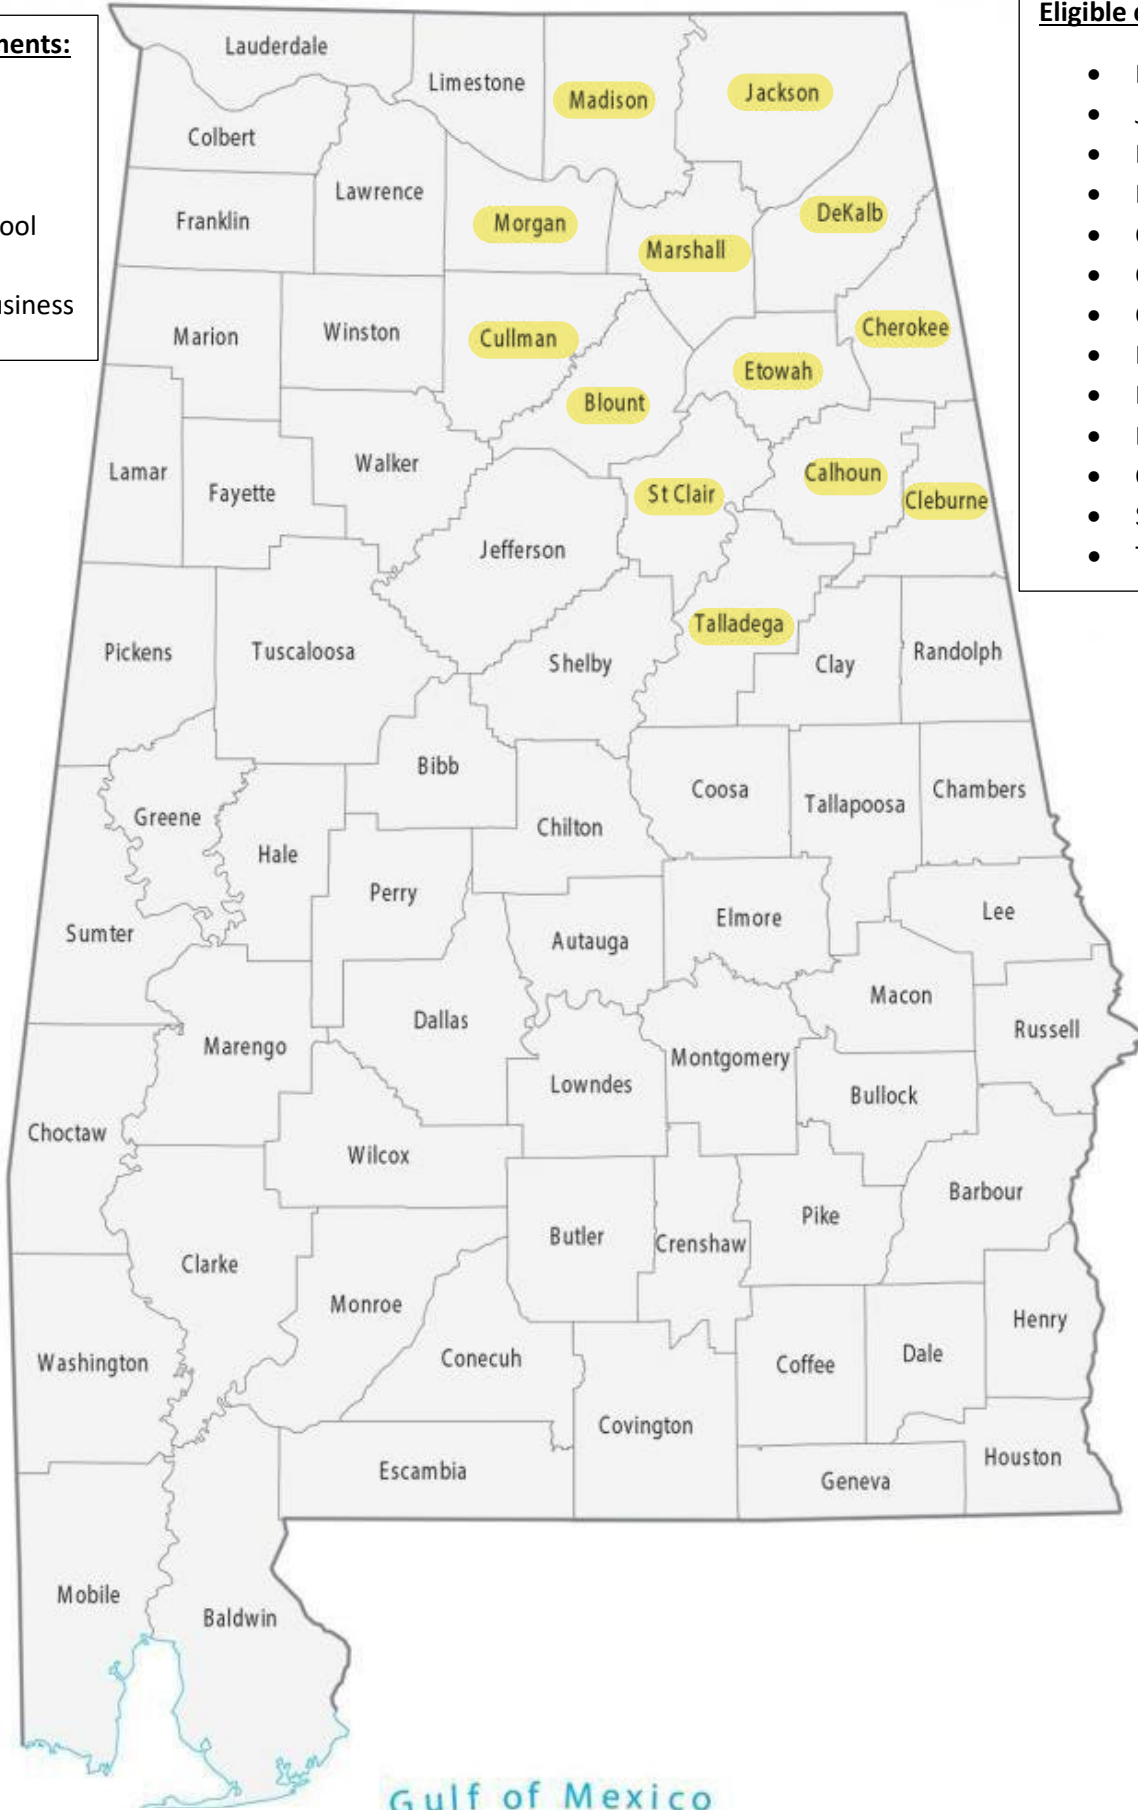 nents:
ool
usiness
Eligible c
Lauderdale
Limestone
Madison
Jackson
Colbert
Lawrence
Franklin
Morgan
Marshall
DeKalb
Marion
Winston
Cullman
Cherokee
Etowah
Blount
Lamar
Fayette
Walker
St Clair
Calhoun
Cleburne
Jefferson
Talladega
Pickens
Tuscaloosa
Shelby
Clay
Randolph
Bibb
Greene
Hale
Chilton
Coosa
Tallapoosa
Chambers
Perry
Sumter
Autauga
Elmore
Lee
Dallas
Macon
Marengo
Lowndes
Montgomery
Russell
Bullock
Choctaw
Wilcox
Barbour
Pike
Butler
Crenshaw
Clarke
Monroe
Henry
Washington
Conecuh
Coffee
Dale
Covington
Escambia
Geneva
Houston
Mobile
Baldwin
Gulf of Mexico